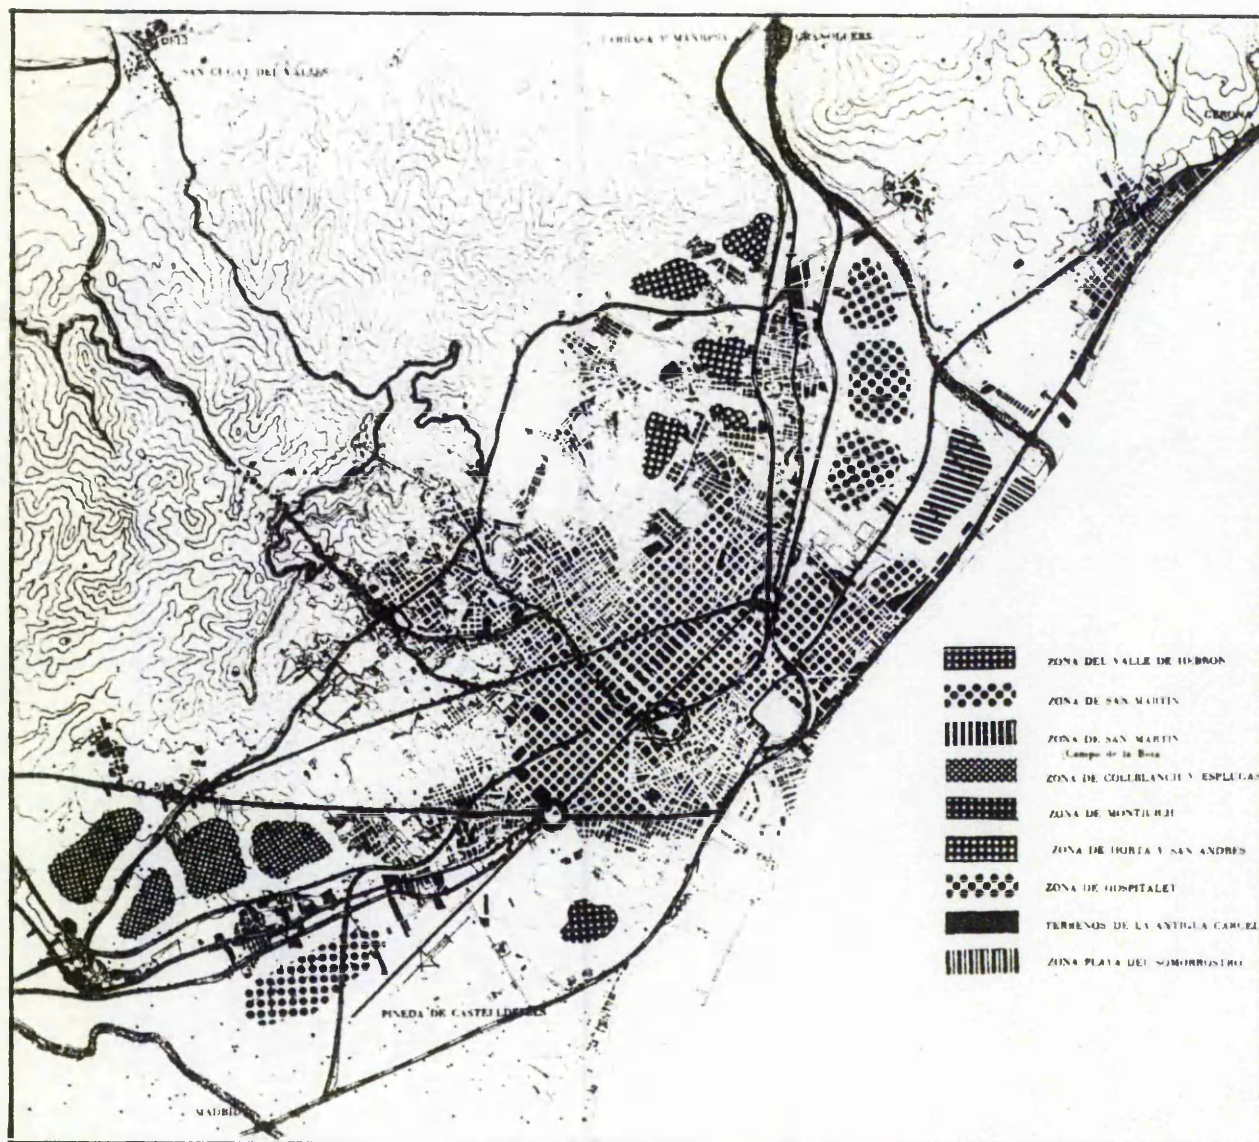 SAN CUGAT DEL VALLES
GRANOLLERS
GERONA
ZONA DEL VALLE DE HEBRON
ZONA DE SAN MARTIN
ZONA DE SAN MARTIN
(Campo de la Bota
ZONA DE COLLBLANCH Y ESPLUGAS
ZONA DE MONTJUICH
ZONA DE HORTA Y SAN ANDRES
ZONA DE HOSPITALET
TERRENOS DE LA ANTIGUA CARCEL
ZONA PLAYA DEL SOMORROSTRO
PINEDA DE CASTELLDEFELS
MADRID